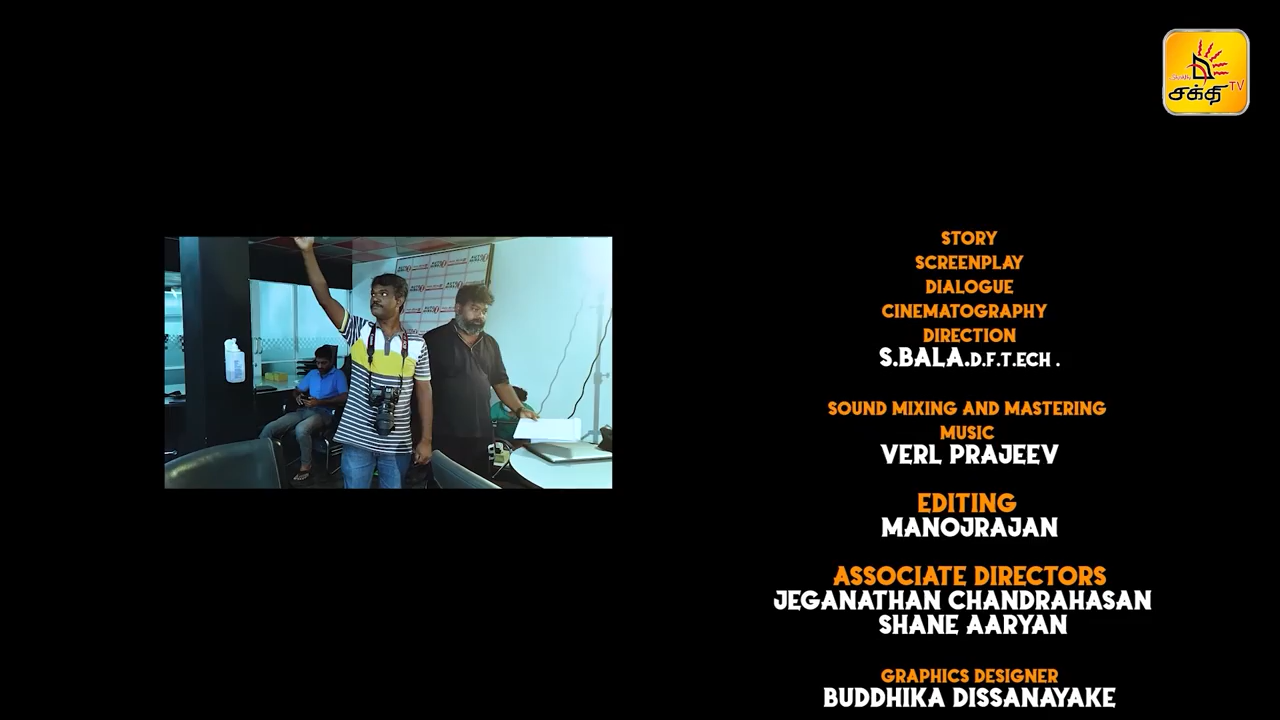 சக்தி TV
STORY
SCREENPLAY
DIALOGUE
CINEMATOGRAPHY
DIRECTION
S.BALA.D.F.T.ECH .
SOUND MIXING AND MASTERING
MUSIC
VERL PRAJEEV
EDITING
MANOJRAJAN
ASSOCIATE DIRECTORS
JEGANATHAN CHANDRAHASAN
SHANE AARYAN
GRAPHICS DESIGNER
BUDDHIKA DISSANAYAKE